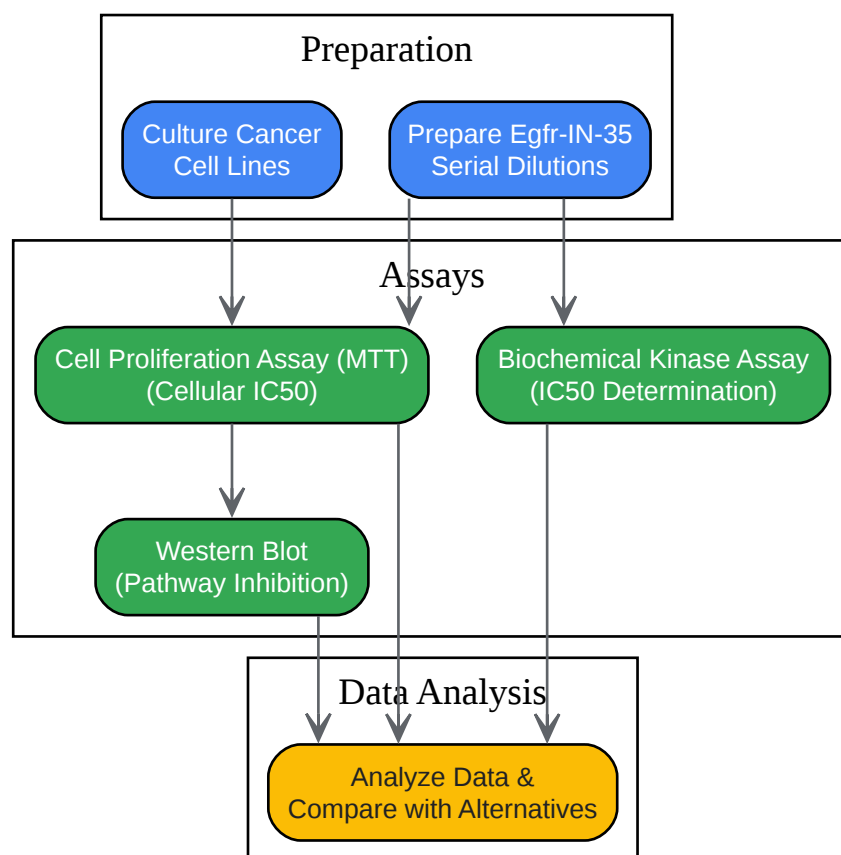 Preparation
Culture Cancer
Cell Lines
Prepare Egfr-IN-35
Serial Dilutions
Assays
Cell Proliferation Assay (MTT)
(Cellular IC50)
Biochemical Kinase Assay
(IC50 Determination)
Western Blot
(Pathway Inhibition)
Data Analysis
Analyze Data &
Compare with Alternatives